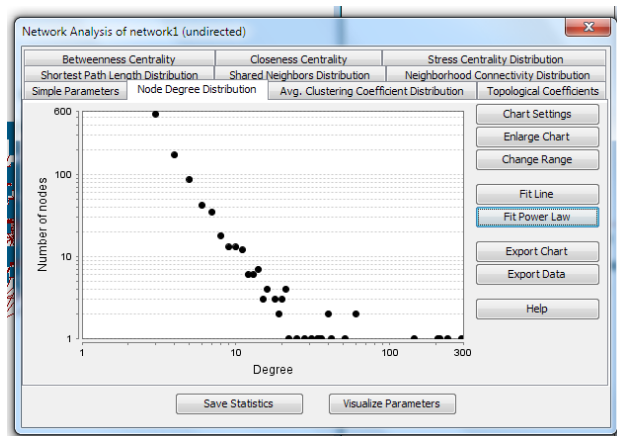 Network Analysis of network1 (undirected)
Betweenness Centrality Closeness Centrality Stress Centrality Distribution
Shortest Path Length Distribution Shared Neighbors Distribution Neighborhood Connectivity Distribution
Simple Parameters Node Degree Distribution Avg. Clustering Coefficient Distribution Topological Coefficients
600
100
10
1
Number of nodes
1 10 100 300
Degree
Chart Settings
Enlarge Chart
Change Range
Fit Line
Fit Power Law
Export Chart
Export Data
Help
Save Statistics Visualize Parameters